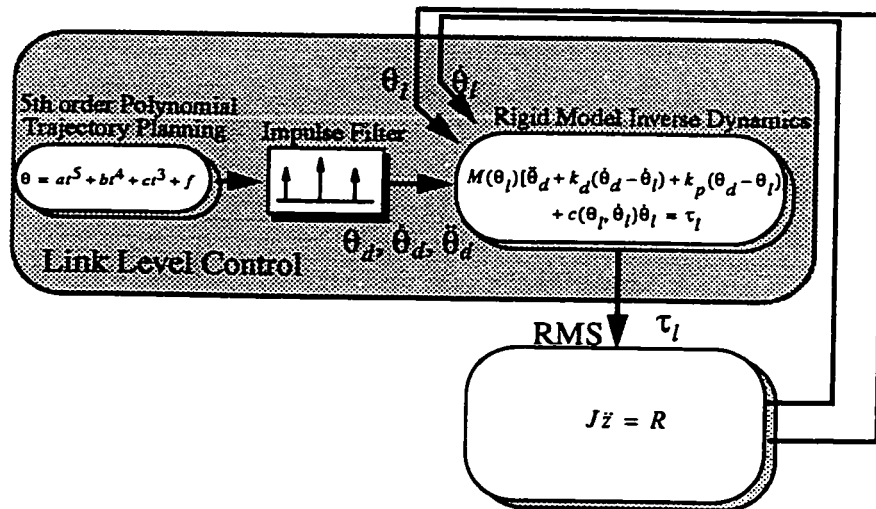 θ_l  θ̇_l
5th order Polynomial
Trajectory Planning
Impulse Filter
Rigid Model Inverse Dynamics
θ = at^5 + bt^4 + ct^3 + f
M(θ_l)[θ̈_d + k_d(θ̇_d − θ̇_l) + k_p(θ_d − θ_l)
+ c(θ_l, θ̇_l)θ̇_l = τ_l
θ_d, θ̇_d, θ̈_d
Link Level Control
RMS  τ_l
Jz̈ = R